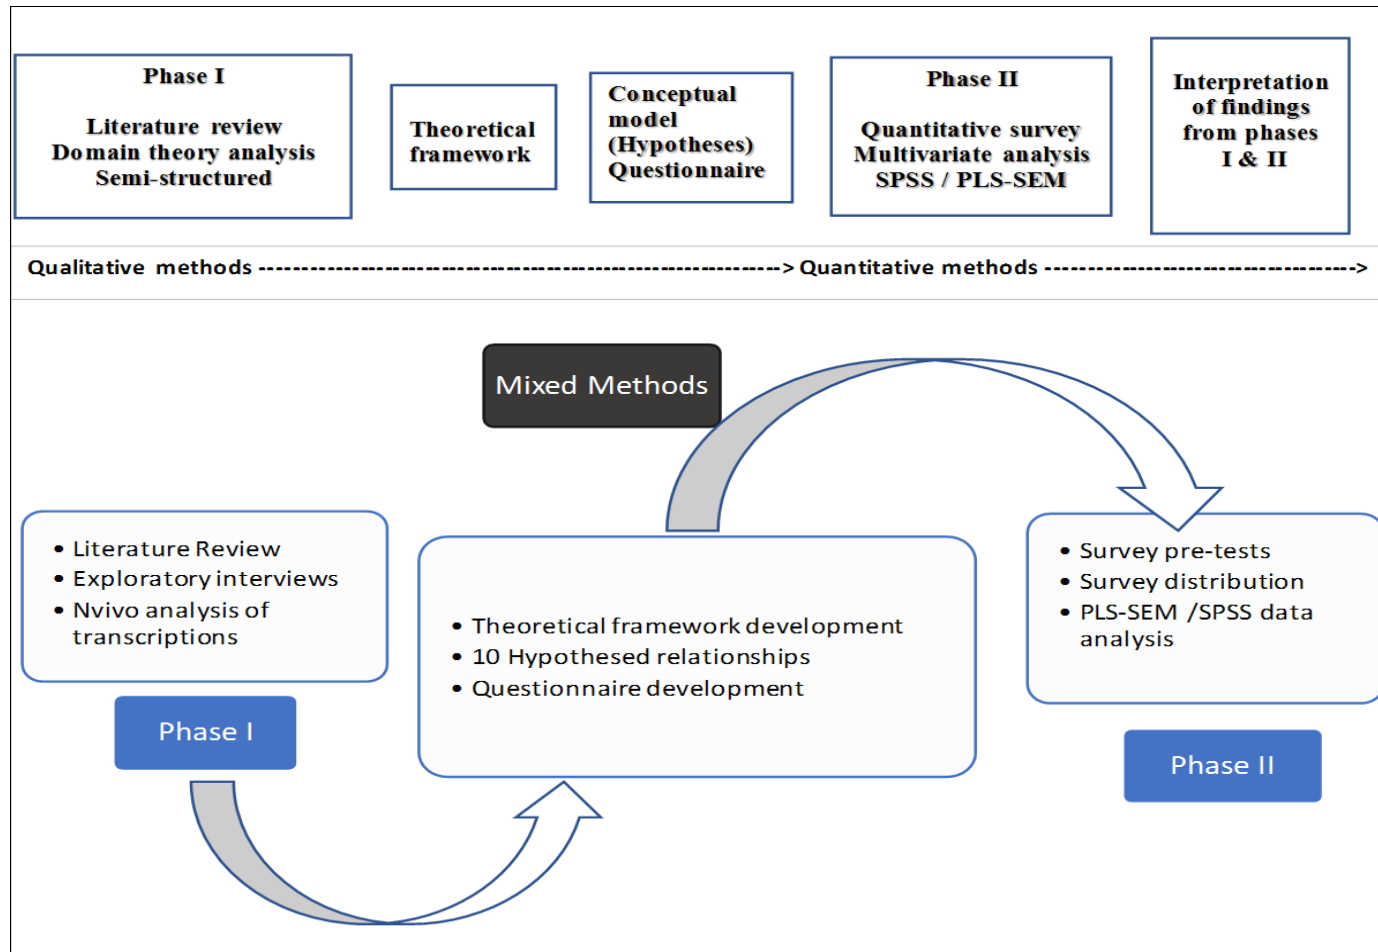 Phase I
Literature review
Domain theory analysis
Semi-structured
Theoretical
framework
Conceptual
model
(Hypotheses)
Questionnaire
Phase II
Quantitative survey
Multivariate analysis
SPSS / PLS-SEM
Interpretation
of findings
from phases
I & II
Qualitative methods ----------------------------------------------------------------> Quantitative methods -------------------------------------->
Mixed Methods
• Literature Review
• Exploratory interviews
• Nvivo analysis of
transcriptions
Phase I
• Theoretical framework development
• 10 Hypothesed relationships
• Questionnaire development
• Survey pre-tests
• Survey distribution
• PLS-SEM /SPSS data
analysis
Phase II